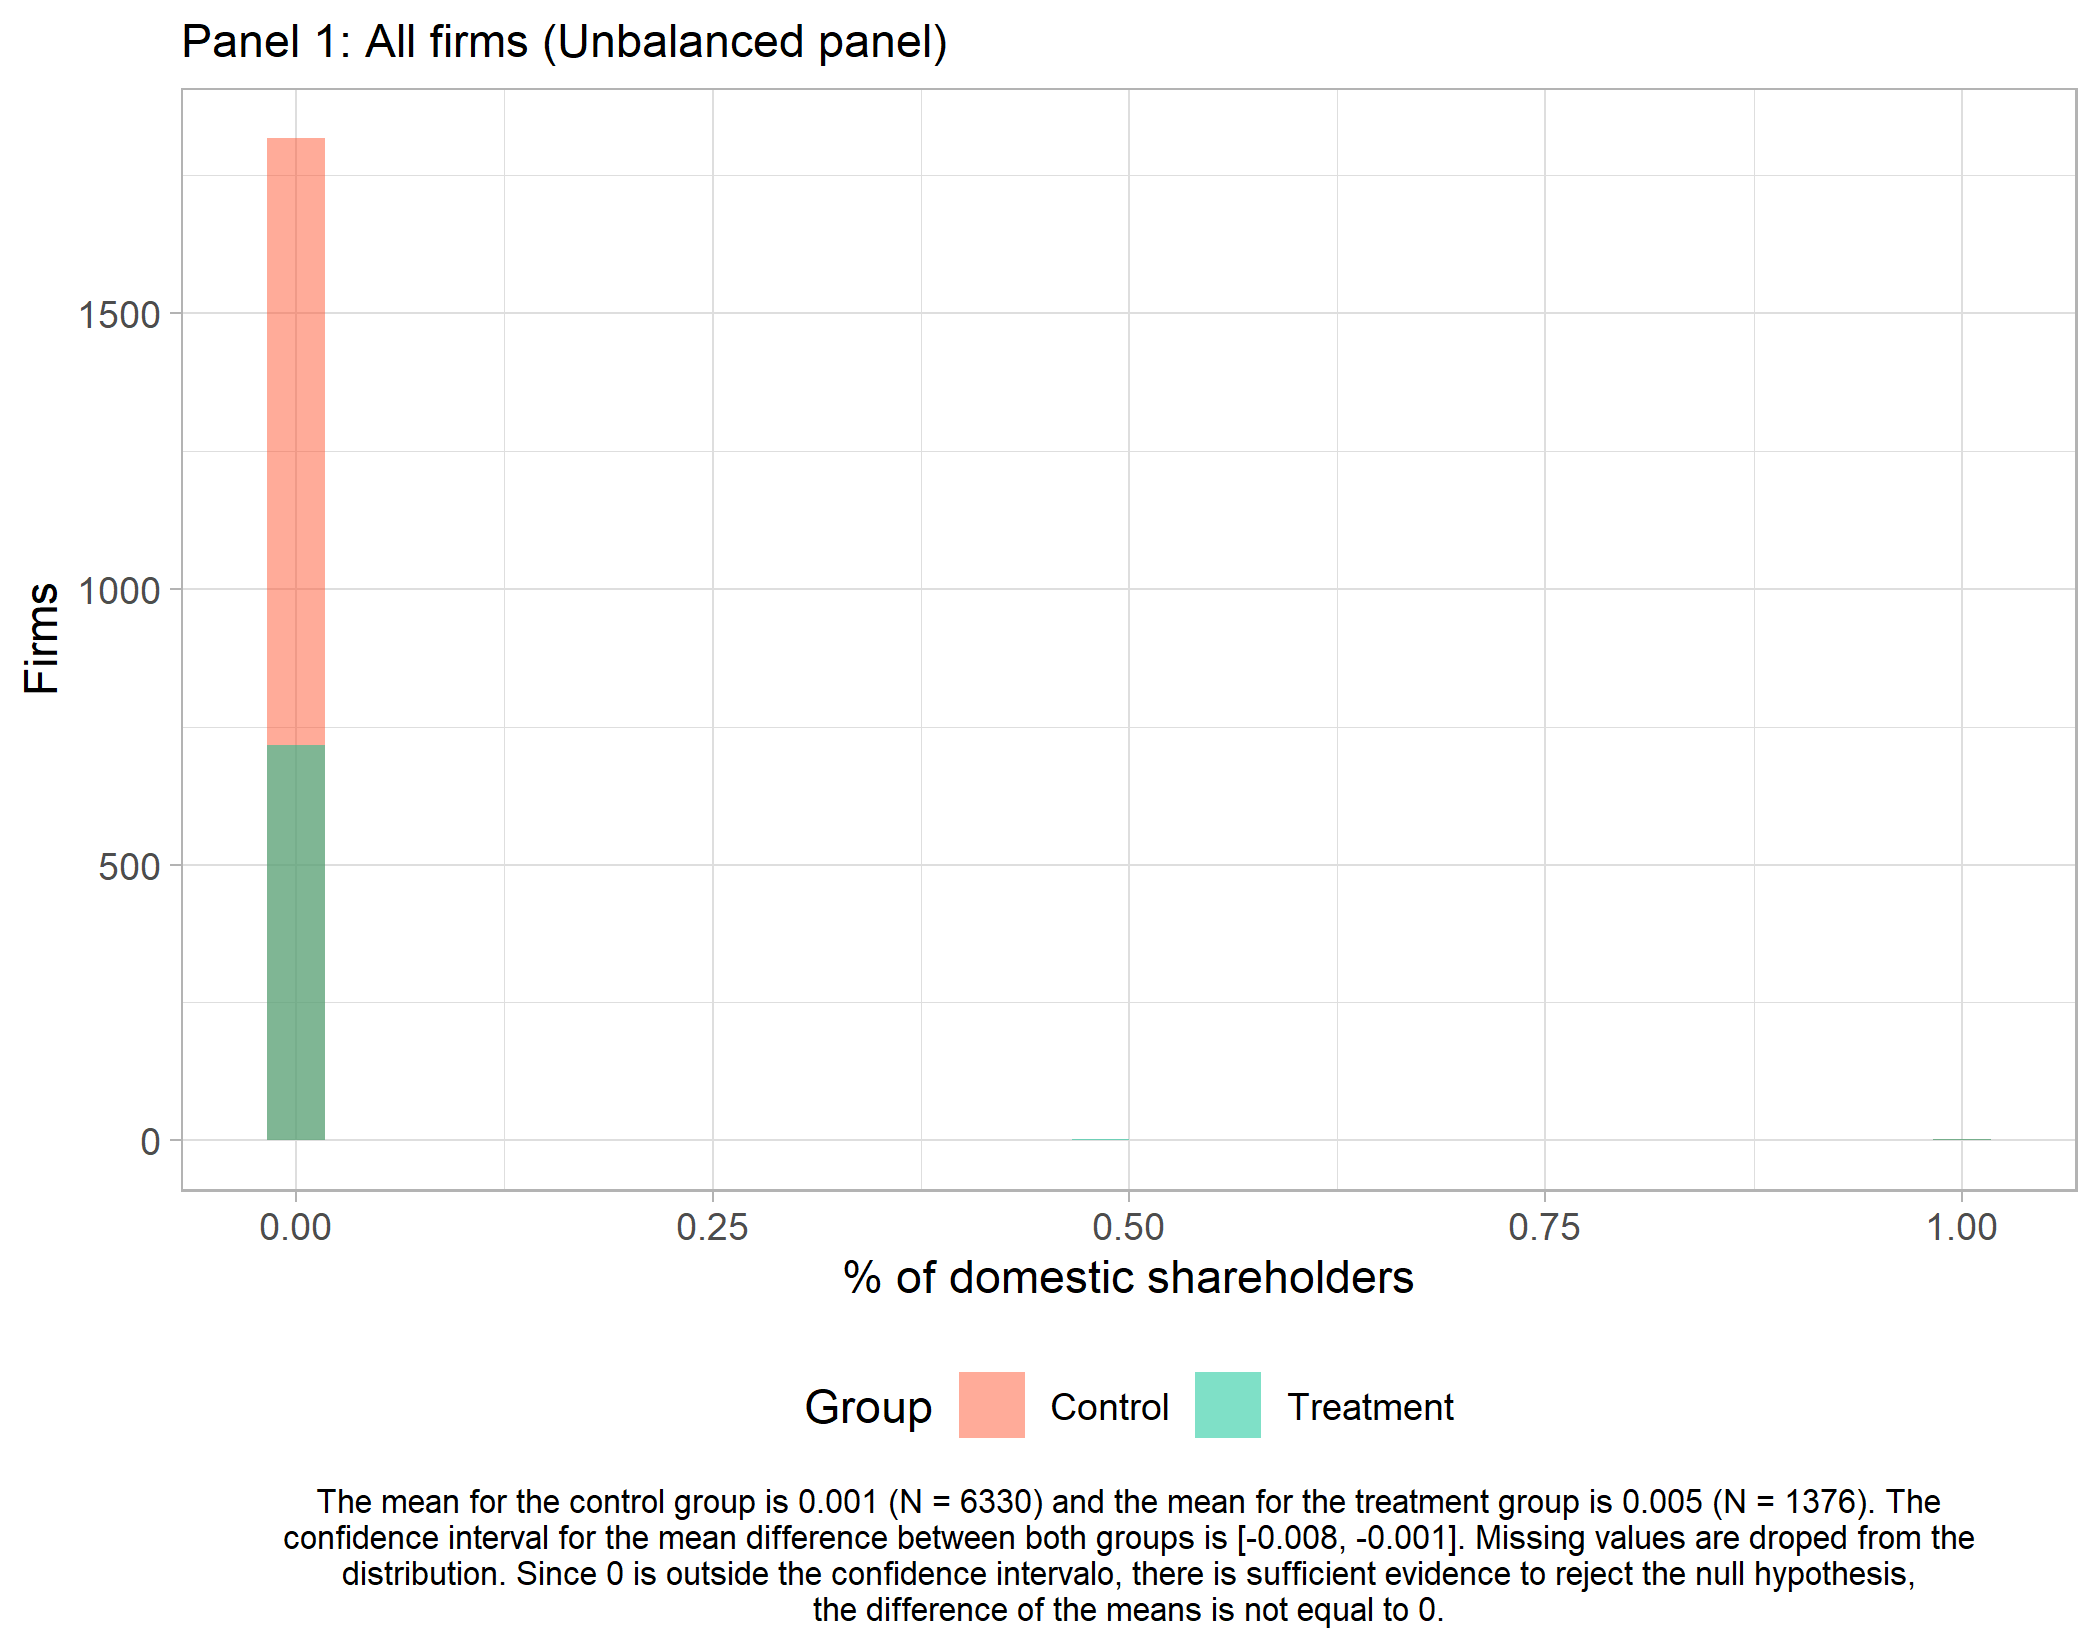 Panel 1: All firms (Unbalanced panel)
1500
1000
500
0
Firms
0.00 0.25 0.50 0.75 1.00
% of domestic shareholders
Group Control Treatment
The mean for the control group is 0.001 (N = 6330) and the mean for the treatment group is 0.005 (N = 1376). The
confidence interval for the mean difference between both groups is [-0.008, -0.001]. Missing values are droped from the
distribution. Since 0 is outside the confidence intervalo, there is sufficient evidence to reject the null hypothesis,
the difference of the means is not equal to 0.